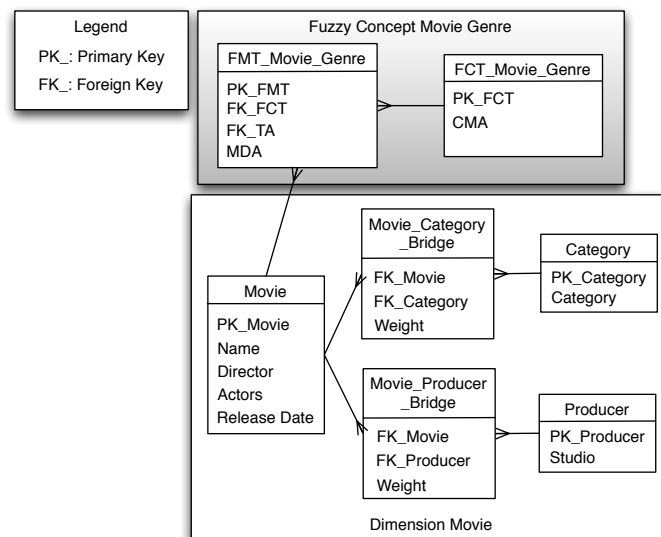 Legend
PK_: Primary Key
FK_: Foreign Key
Fuzzy Concept Movie Genre
FMT_Movie_Genre
PK_FMT
FK_FCT
FK_TA
MDA
FCT_Movie_Genre
PK_FCT
CMA
Movie
PK_Movie
Name
Director
Actors
Release Date
Movie_Category
_Bridge
FK_Movie
FK_Category
Weight
Category
PK_Category
Category
Movie_Producer
_Bridge
FK_Movie
FK_Producer
Weight
Producer
PK_Producer
Studio
Dimension Movie